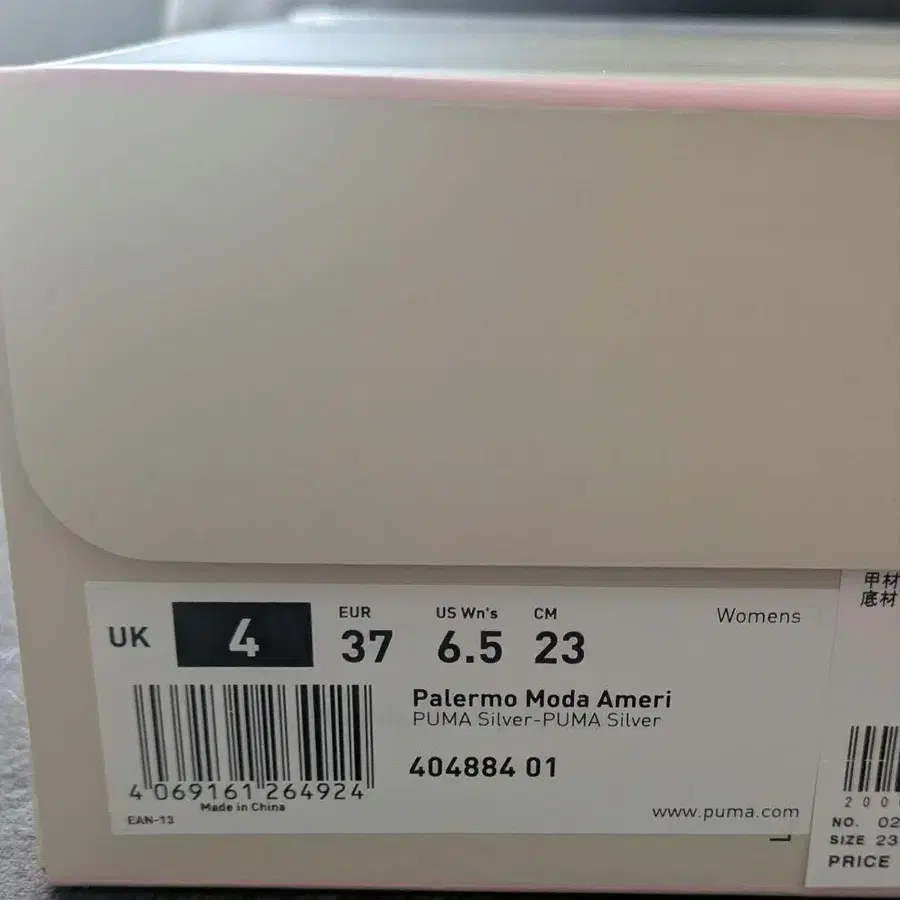 UK 4
EUR 37
US Wn's 6.5
CM 23
Womens
Palermo Moda Ameri
PUMA Silver-PUMA Silver
404884 01
4 069161 264924
Made in China
EAN-13
www.puma.com
甲材
底材
200
NO. 02
SIZE 23
PRICE